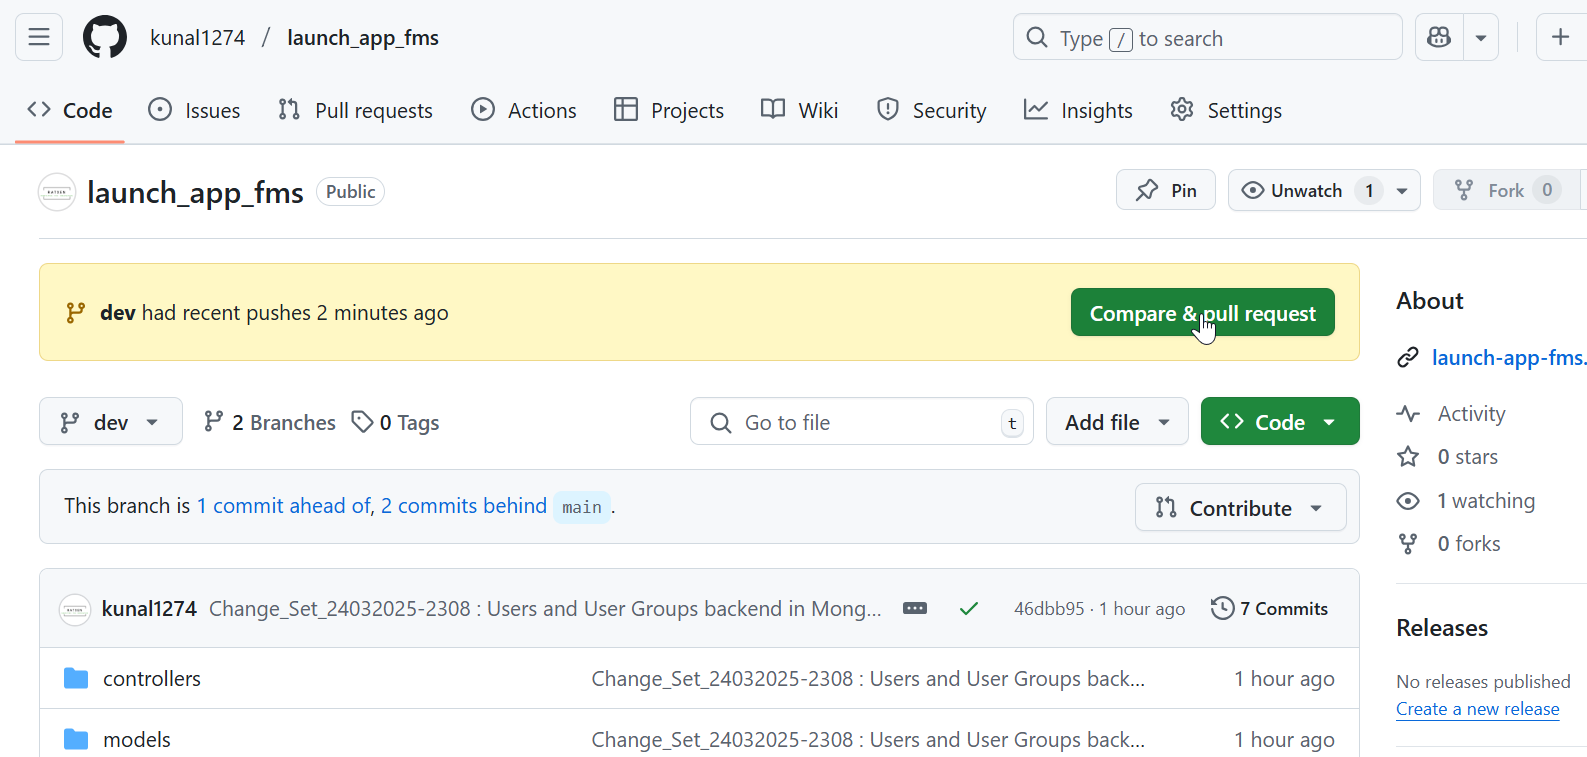 kunal1274 / launch_app_fms
Type / to search
Code Issues Pull requests Actions Projects Wiki Security Insights Settings
launch_app_fms Public
Pin Unwatch 1 Fork 0
dev had recent pushes 2 minutes ago
Compare & pull request
About
launch-app-fms.
dev 2 Branches 0 Tags
Go to file t
Add file
Code
Activity
0 stars
1 watching
0 forks
This branch is 1 commit ahead of, 2 commits behind main .
Contribute
kunal1274 Change_Set_24032025-2308 : Users and User Groups backend in Mong... 46dbb95 · 1 hour ago 7 Commits
controllers Change_Set_24032025-2308 : Users and User Groups back... 1 hour ago
models Change_Set_24032025-2308 : Users and User Groups back... 1 hour ago
Releases
No releases published
Create a new release